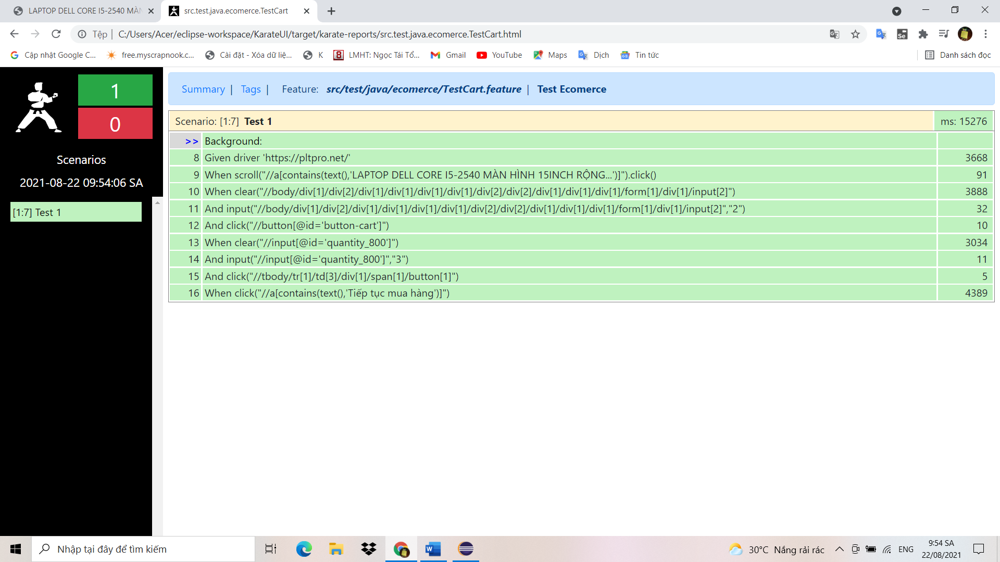 LAPTOP DELL CORE I5-2540 MÀN
src.test.java.ecomerce.TestCart
Tệp | C:/Users/Acer/eclipse-workspace/KarateUI/target/karate-reports/src.test.java.ecomerce.TestCart.html
Se
Cập nhật Google C...
free.myscrapnook.c...
Cài đặt - Xóa dữ liệ...
K
LMHT: Ngọc Tái Tổ...
Gmail
YouTube
Maps
Dịch
Tin tức
Danh sách đọc
1
0
Scenarios
2021-08-22 09:54:06 SA
[1:7] Test 1
Summary | Tags | Feature: src/test/java/ecomerce/TestCart.feature | Test Ecomerce
Scenario: [1:7] Test 1 ms: 15276
>> Background:
8 Given driver 'https://pltpro.net/' 3668
9 When scroll("//a[contains(text(),'LAPTOP DELL CORE I5-2540 MÀN HÌNH 15INCH RỘNG...')]").click() 91
10 When clear("//body/div[1]/div[2]/div[1]/div[1]/div[1]/div[1]/div[2]/div[2]/div[1]/div[1]/div[1]/form[1]/div[1]/input[2]") 3888
11 And input("//body/div[1]/div[2]/div[1]/div[1]/div[1]/div[1]/div[2]/div[2]/div[1]/div[1]/div[1]/form[1]/div[1]/input[2]","2") 32
12 And click("//button[@id='button-cart']") 10
13 When clear("//input[@id='quantity_800']") 3034
14 And input("//input[@id='quantity_800']","3") 11
15 And click("//tbody/tr[1]/td[3]/div[1]/span[1]/button[1]") 5
16 When click("//a[contains(text(),'Tiếp tục mua hàng')]") 4389
Nhập tại đây để tìm kiếm
30°C Nắng rải rác
ENG
9:54 SA
22/08/2021